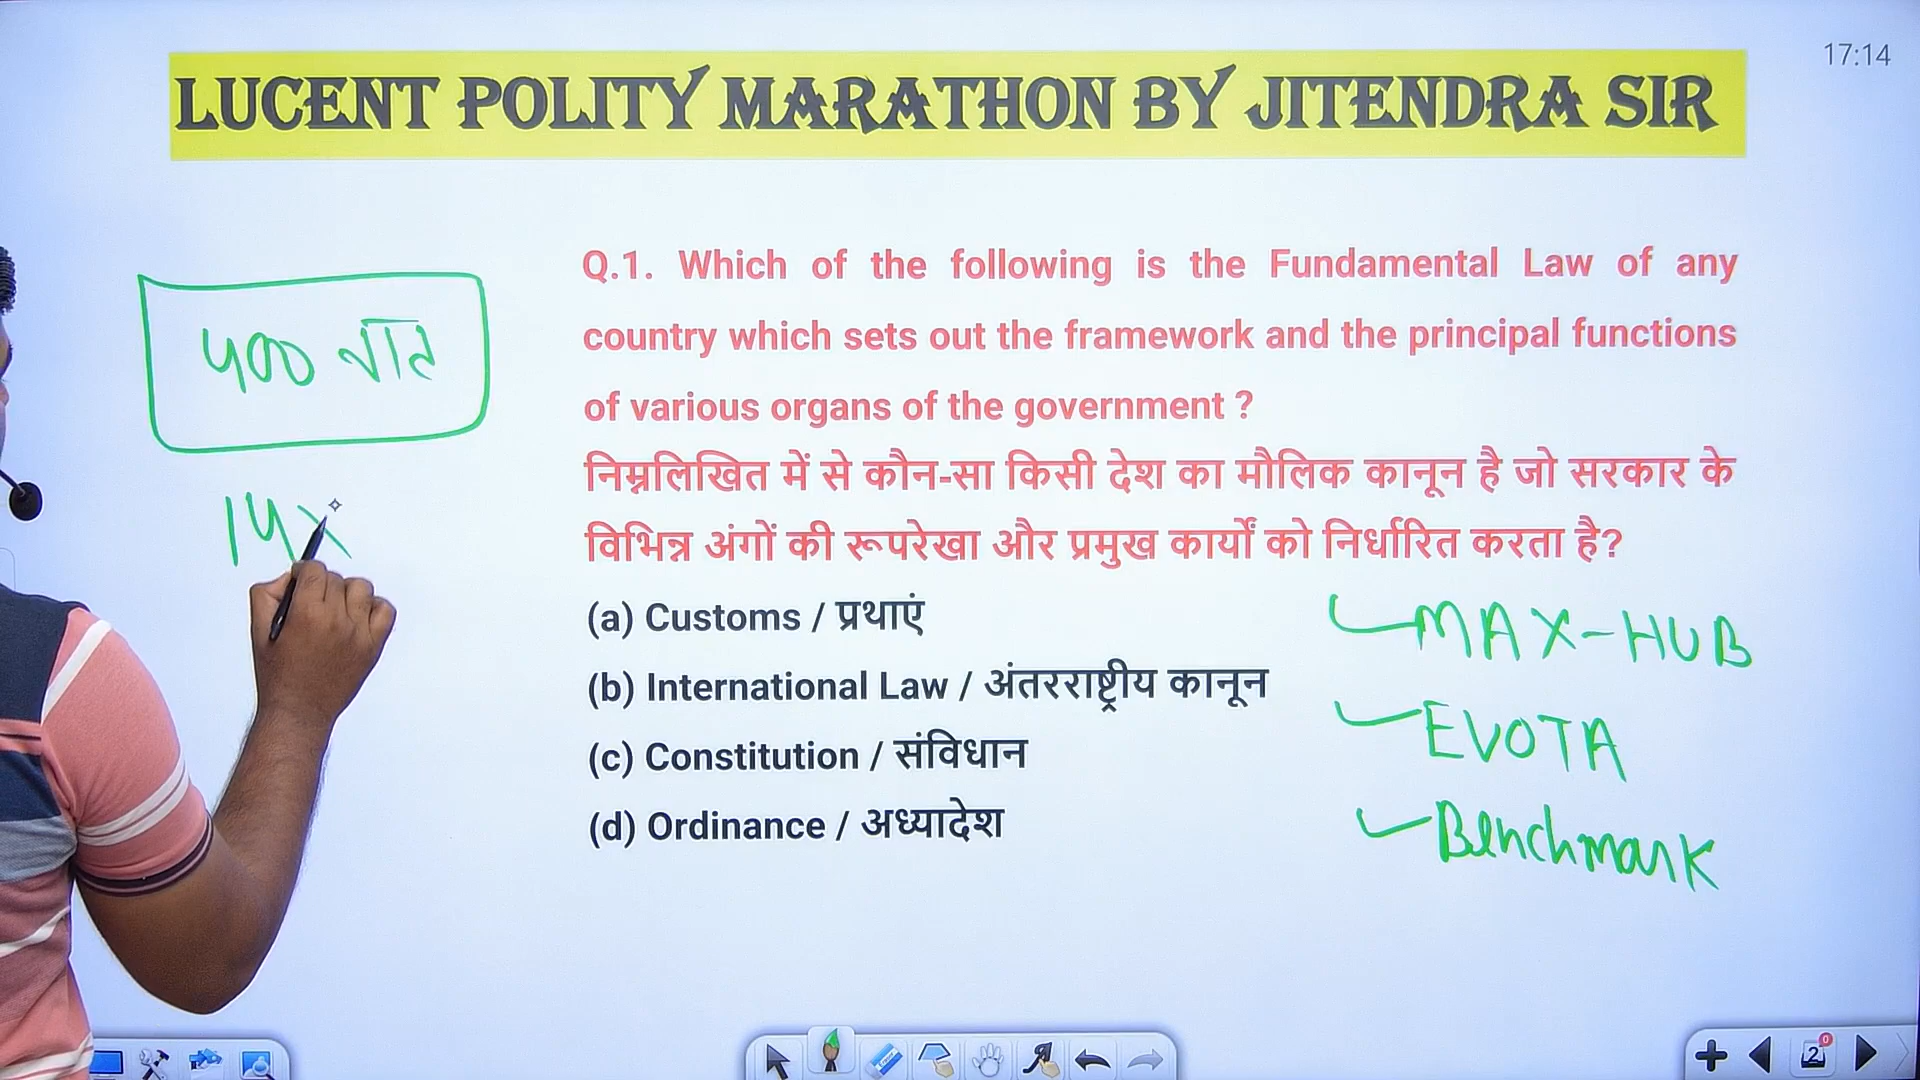 17:14
LUCENT POLITY MARATHON BY JITENDRA SIR
Q.1. Which of the following is the Fundamental Law of any
country which sets out the framework and the principal functions
of various organs of the government ?
निम्नलिखित में से कौन-सा किसी देश का मौलिक कानून है जो सरकार के
विभिन्न अंगों की रूपरेखा और प्रमुख कार्यों को निर्धारित करता है?
(a) Customs / प्रथाएं
(b) International Law / अंतरराष्ट्रीय कानून
(c) Constitution / संविधान
(d) Ordinance / अध्यादेश
MAX-HUB
EVOTA
Benchmark
2
0